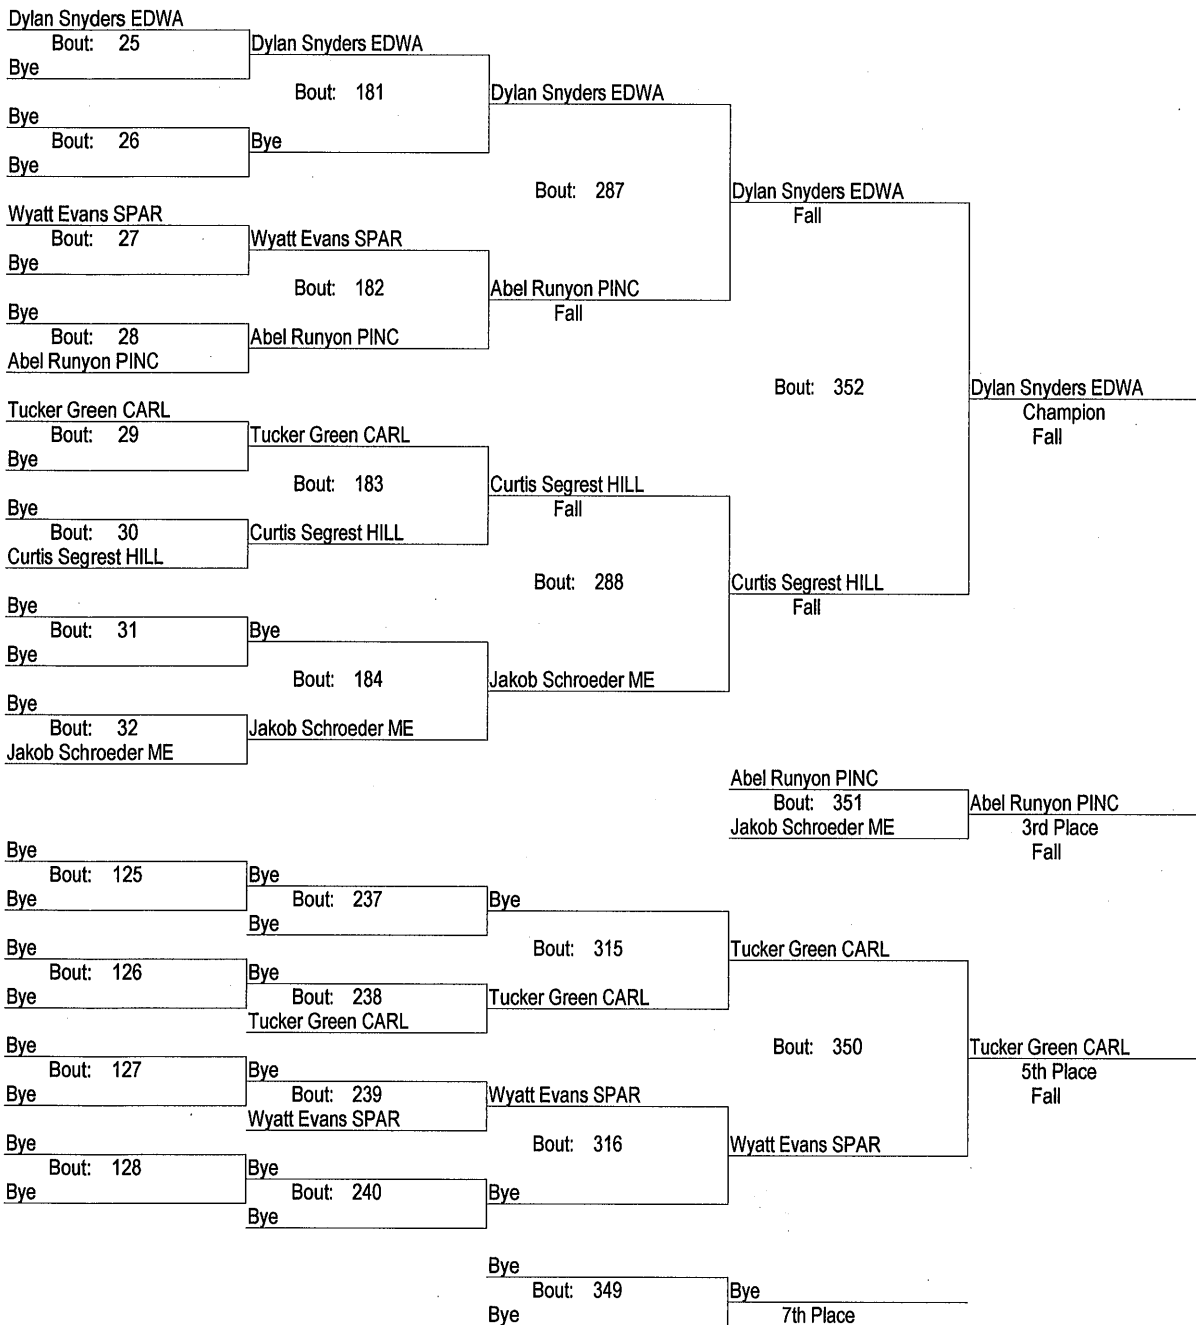 Dylan Snyders EDWA
Bout: 25
Dylan Snyders EDWA
Bye
Bout: 181
Dylan Snyders EDWA
Bye
Bout: 26
Bye
Bye
Bout: 287
Dylan Snyders EDWA
Fall
Wyatt Evans SPAR
Bout: 27
Wyatt Evans SPAR
Bye
Bout: 182
Abel Runyon PINC
Fall
Bye
Bout: 28
Abel Runyon PINC
Abel Runyon PINC
Bout: 352
Dylan Snyders EDWA
Champion
Fall
Tucker Green CARL
Bout: 29
Tucker Green CARL
Bye
Bout: 183
Curtis Segrest HILL
Fall
Bye
Bout: 30
Curtis Segrest HILL
Curtis Segrest HILL
Bout: 288
Curtis Segrest HILL
Fall
Bye
Bout: 31
Bye
Bye
Bout: 184
Jakob Schroeder ME
Bye
Bout: 32
Jakob Schroeder ME
Jakob Schroeder ME
Abel Runyon PINC
Bout: 351
Abel Runyon PINC
Jakob Schroeder ME
3rd Place
Fall
Bye
Bout: 125
Bye
Bye
Bout: 237
Bye
Bye
Bye
Bout: 315
Tucker Green CARL
Bout: 126
Bye
Bye
Bout: 238
Tucker Green CARL
Tucker Green CARL
Bye
Bout: 350
Tucker Green CARL
5th Place
Fall
Bout: 127
Bye
Bye
Bout: 239
Wyatt Evans SPAR
Wyatt Evans SPAR
Bye
Bout: 316
Wyatt Evans SPAR
Bout: 128
Bye
Bye
Bout: 240
Bye
Bye
Bye
Bout: 349
Bye
Bye
7th Place